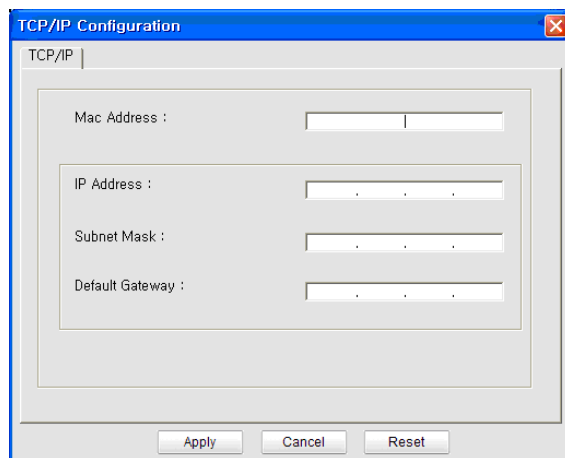 TCP/IP Configuration
TCP/IP
Mac Address :
IP Address :
. . .
Subnet Mask :
. . .
Default Gateway :
. . .
Apply Cancel Reset